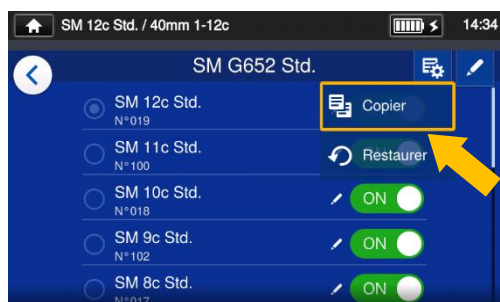 SM 12c Std. / 40mm 1-12c 14:34
SM G652 Std.
SM 12c Std.
N°019
Copier
SM 11c Std.
N°100
Restaurer
SM 10c Std.
N°018
ON
SM 9c Std.
N°102
ON
SM 8c Std.
N°017
ON